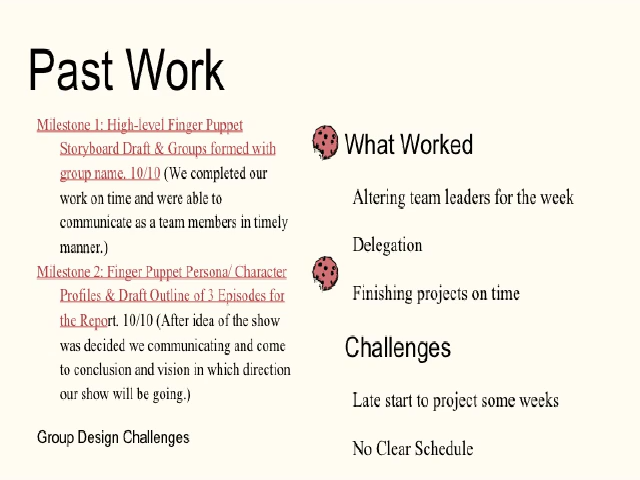 Past Work
Milestone 1: High-level Finger Puppet
Storyboard Draft & Groups formed with
group name. 10/10 (We completed our
work on time and were able to
communicate as a team members in timely
manner.)
Milestone 2: Finger Puppet Persona/ Character
Profiles & Draft Outline of 3 Episodes for
the Report. 10/10 (After idea of the show
was decided we communicating and come
to conclusion and vision in which direction
our show will be going.)
Group Design Challenges
What Worked
Altering team leaders for the week
Delegation
Finishing projects on time
Challenges
Late start to project some weeks
No Clear Schedule